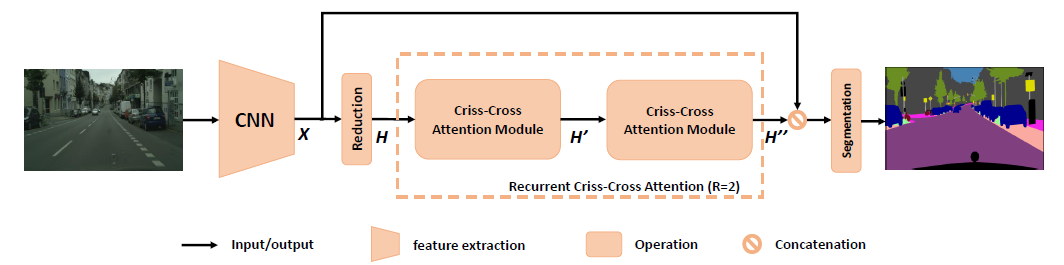 CNN
X
Reduction
H
Criss-Cross
Attention Module
H′
Criss-Cross
Attention Module
H′′
Segmentation
Recurrent Criss-Cross Attention (R=2)
Input/output
feature extraction
Operation
Concatenation